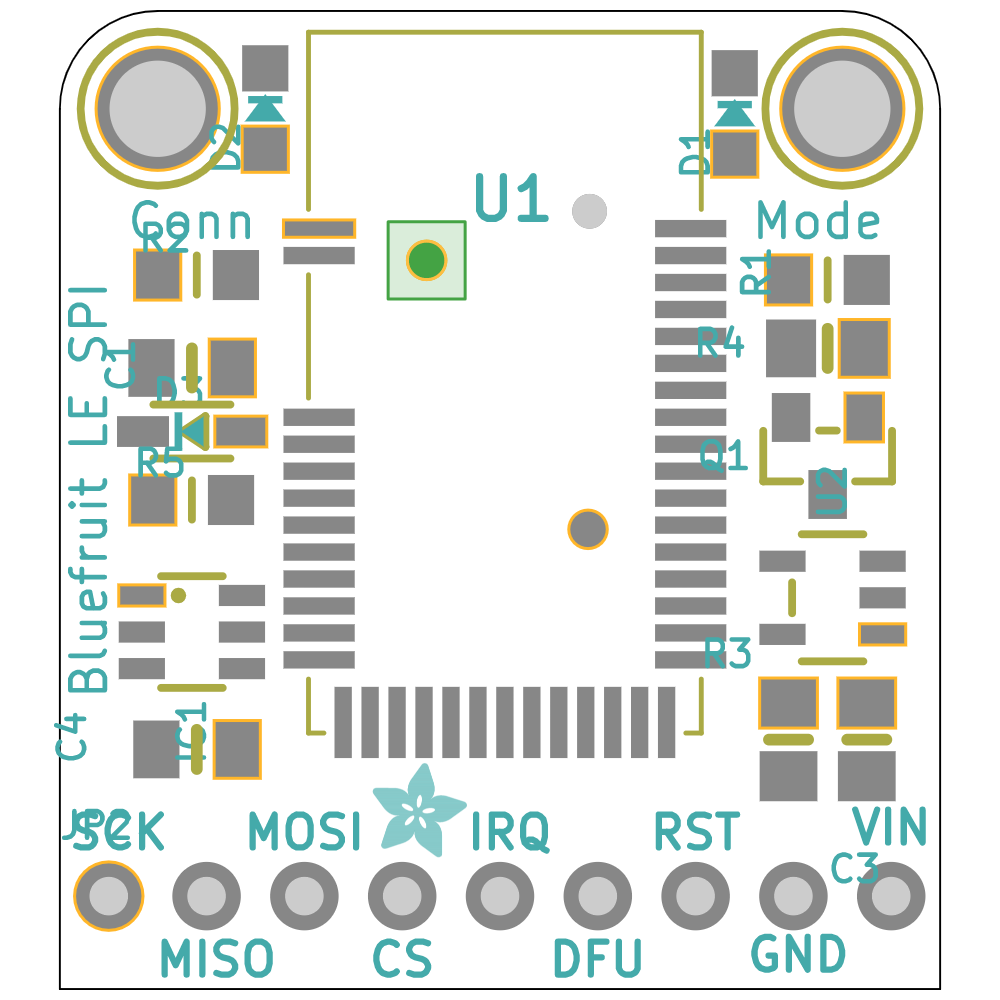 D2
D1
U1
Conn
Mode
R2
R1
R4
C1
D3
Q1
R5
U2
Bluefruit LE SPI
R3
C4
IC1
JP2
SCK
MOSI
IRQ
RST
VIN
C3
MISO
CS
DFU
GND